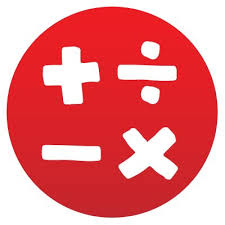 + ÷
− ×